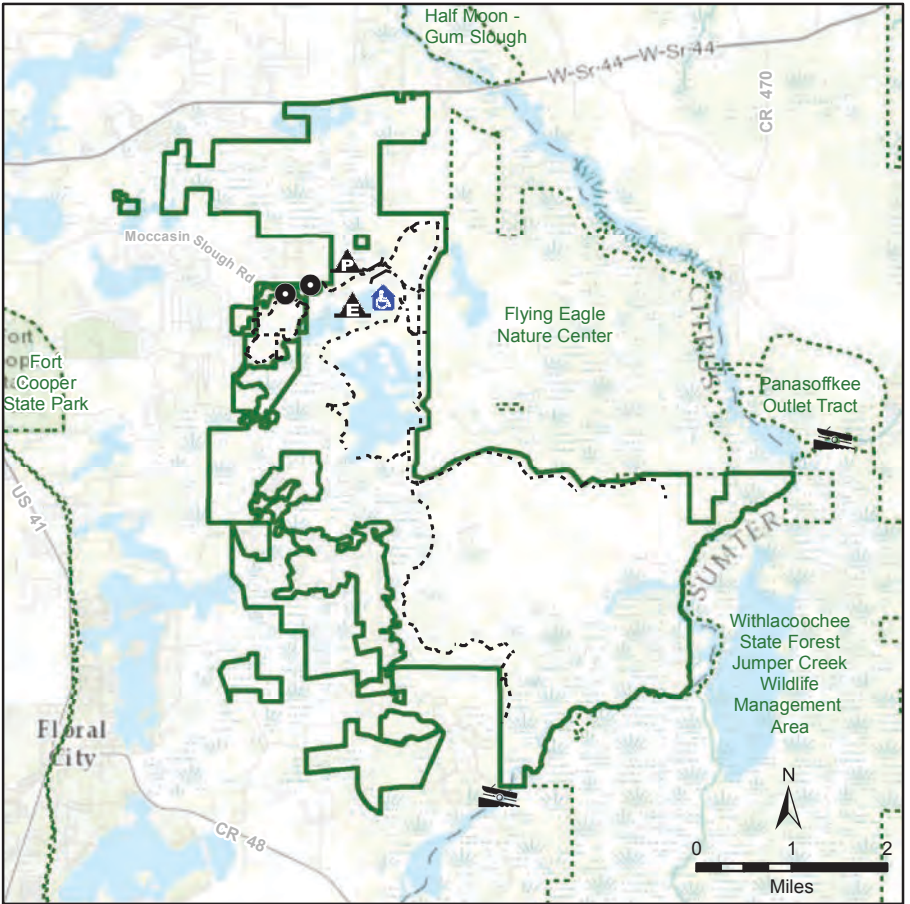 Half Moon -
Gum Slough
W-Sr-44-W-Sr-44
CR 470
Moccasin Slough Rd
P
E
Flying Eagle
Nature Center
CITRUS
Fort
Cooper
State Park
Panasoffkee
Outlet Tract
US-41
SUMTER
Withlacoochee
State Forest
Jumper Creek
Wildlife
Management
Area
Floral
City
CR-48
N
0 1 2
Miles